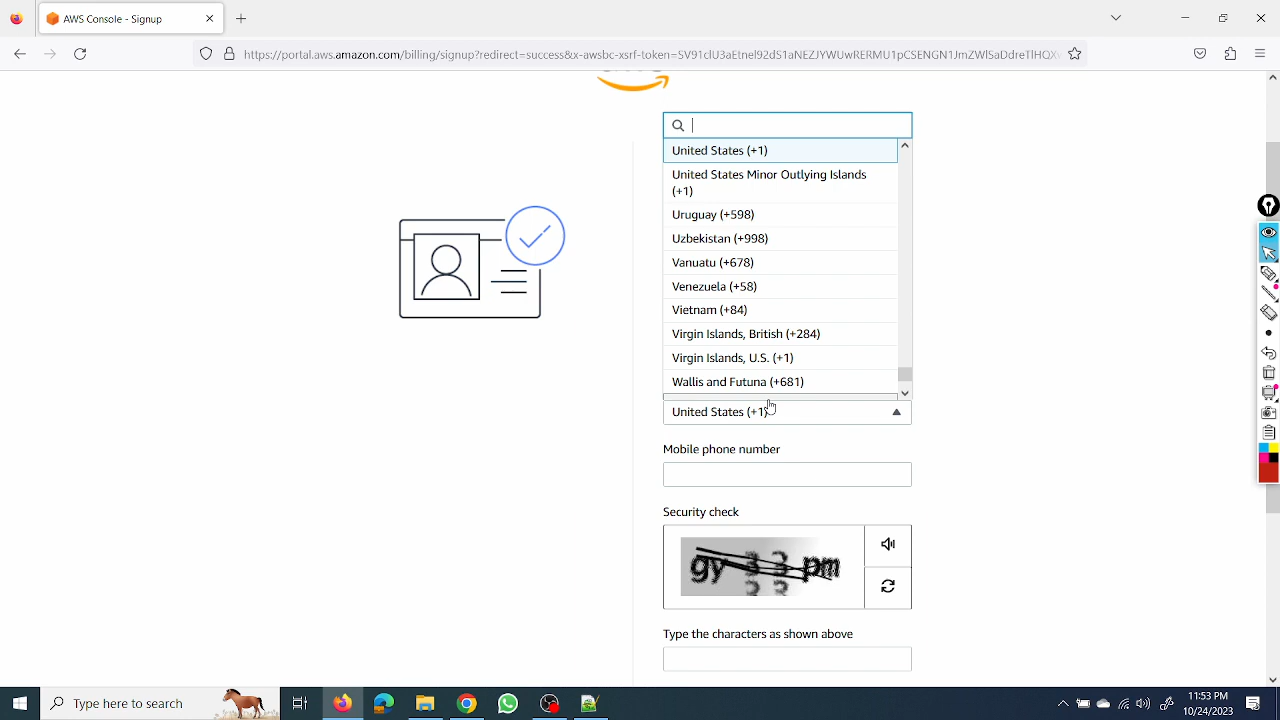 AWS Console - Signup
https://portal.aws.amazon.com/billing/signup?redirect=success&x-awsbc-xsrf-token=
United States (+1)
United States Minor Outlying Islands
(+1)
Uruguay (+598)
Uzbekistan (+998)
Vanuatu (+678)
Venezuela (+58)
Vietnam (+84)
Virgin Islands, British (+284)
Virgin Islands, U.S. (+1)
Wallis and Futuna (+681)
United States (+1)
Mobile phone number
Security check
Type the characters as shown above
Type here to search
11:53 PM
10/24/2023